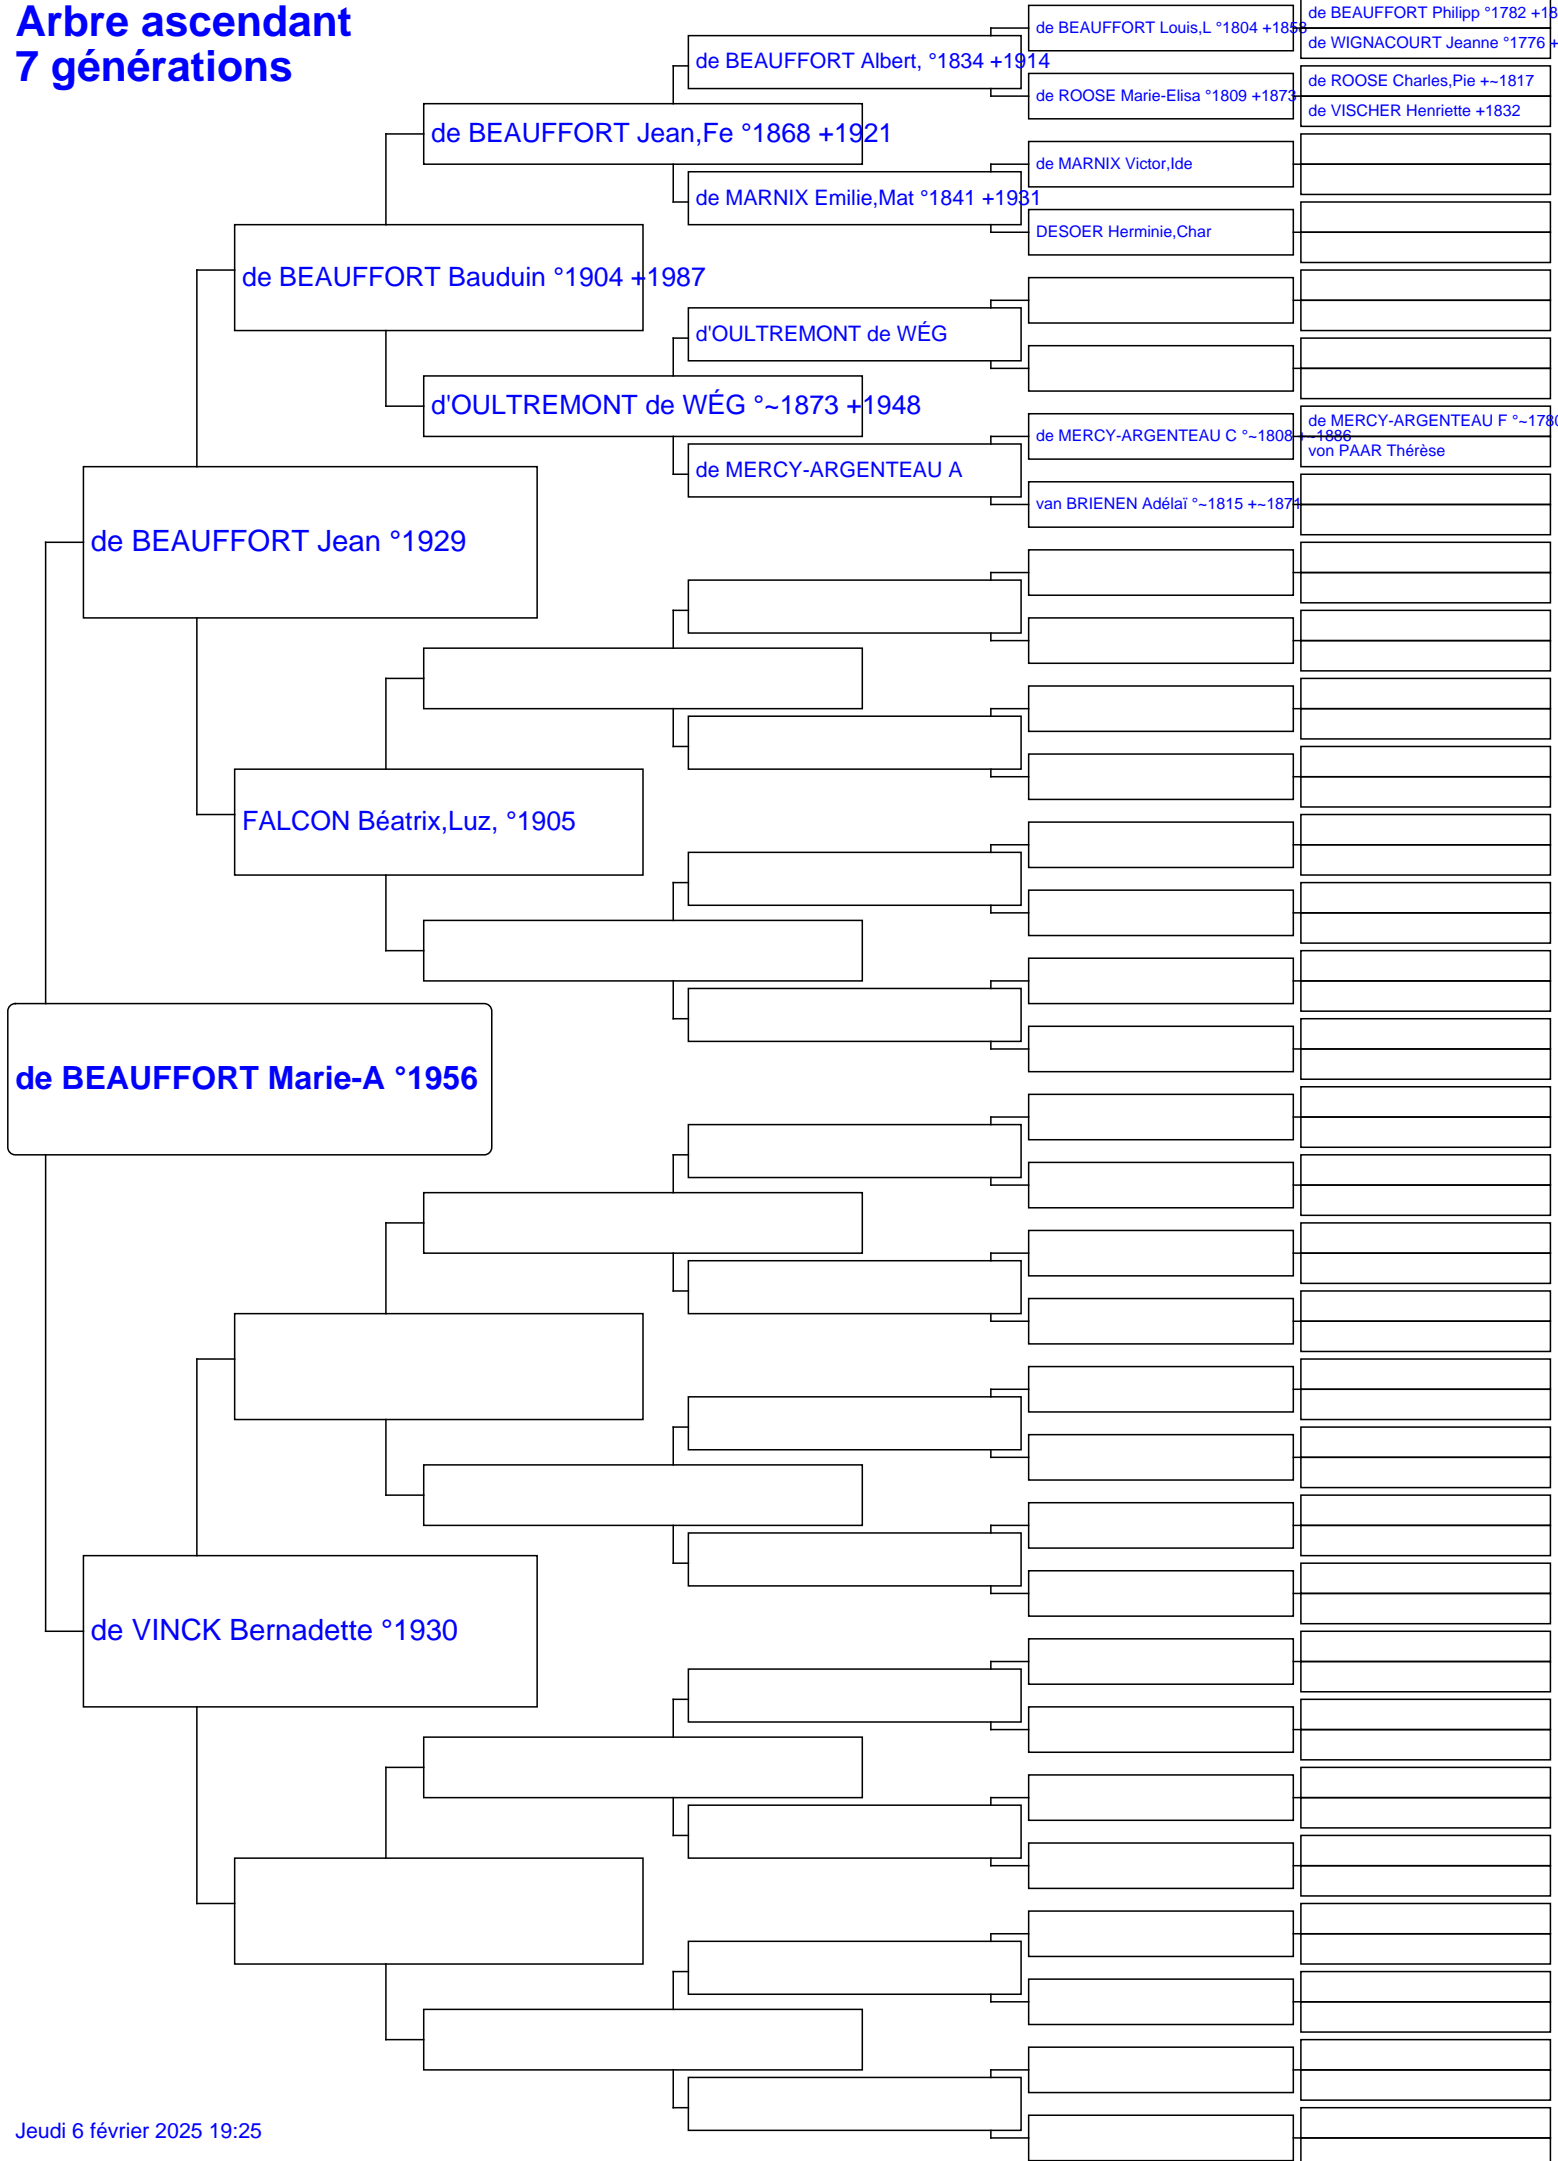 Arbre ascendant
7 générations
de BEAUFFORT Philipp °1782 +18
de BEAUFFORT Louis,L °1804 +1858
de WIGNACOURT Jeanne °1776 +
de BEAUFFORT Albert, °1834 +1914
de ROOSE Charles,Pie +~1817
de ROOSE Marie-Elisa °1809 +1873
de VISCHER Henriette +1832
de BEAUFFORT Jean,Fe °1868 +1921
de MARNIX Victor,Ide
de MARNIX Emilie,Mat °1841 +1931
DESOER Herminie,Char
de BEAUFFORT Bauduin °1904 +1987
d'OULTREMONT de WÉG
d'OULTREMONT de WÉG °~1873 +1948
de MERCY-ARGENTEAU F °~1780
de MERCY-ARGENTEAU C °~1808 +~1886
von PAAR Thérèse
de MERCY-ARGENTEAU A
van BRIENEN Adélaï °~1815 +~1871
de BEAUFFORT Jean °1929
FALCON Béatrix,Luz, °1905
de BEAUFFORT Marie-A °1956
de VINCK Bernadette °1930
Jeudi 6 février 2025 19:25